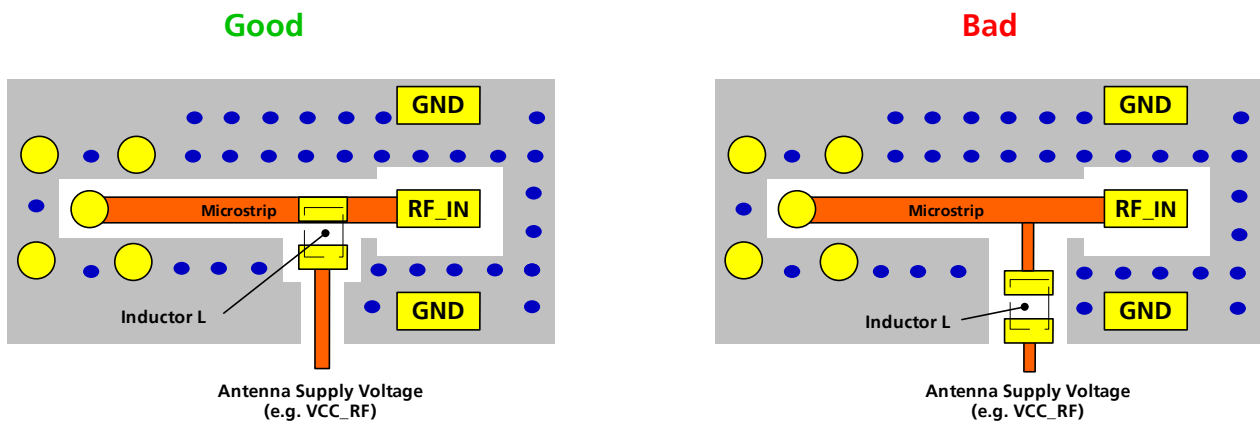 Good
Bad
GND
Microstrip
RF_IN
Inductor L
GND
Antenna Supply Voltage
(e.g. VCC_RF)
GND
Microstrip
RF_IN
Inductor L
GND
Antenna Supply Voltage
(e.g. VCC_RF)